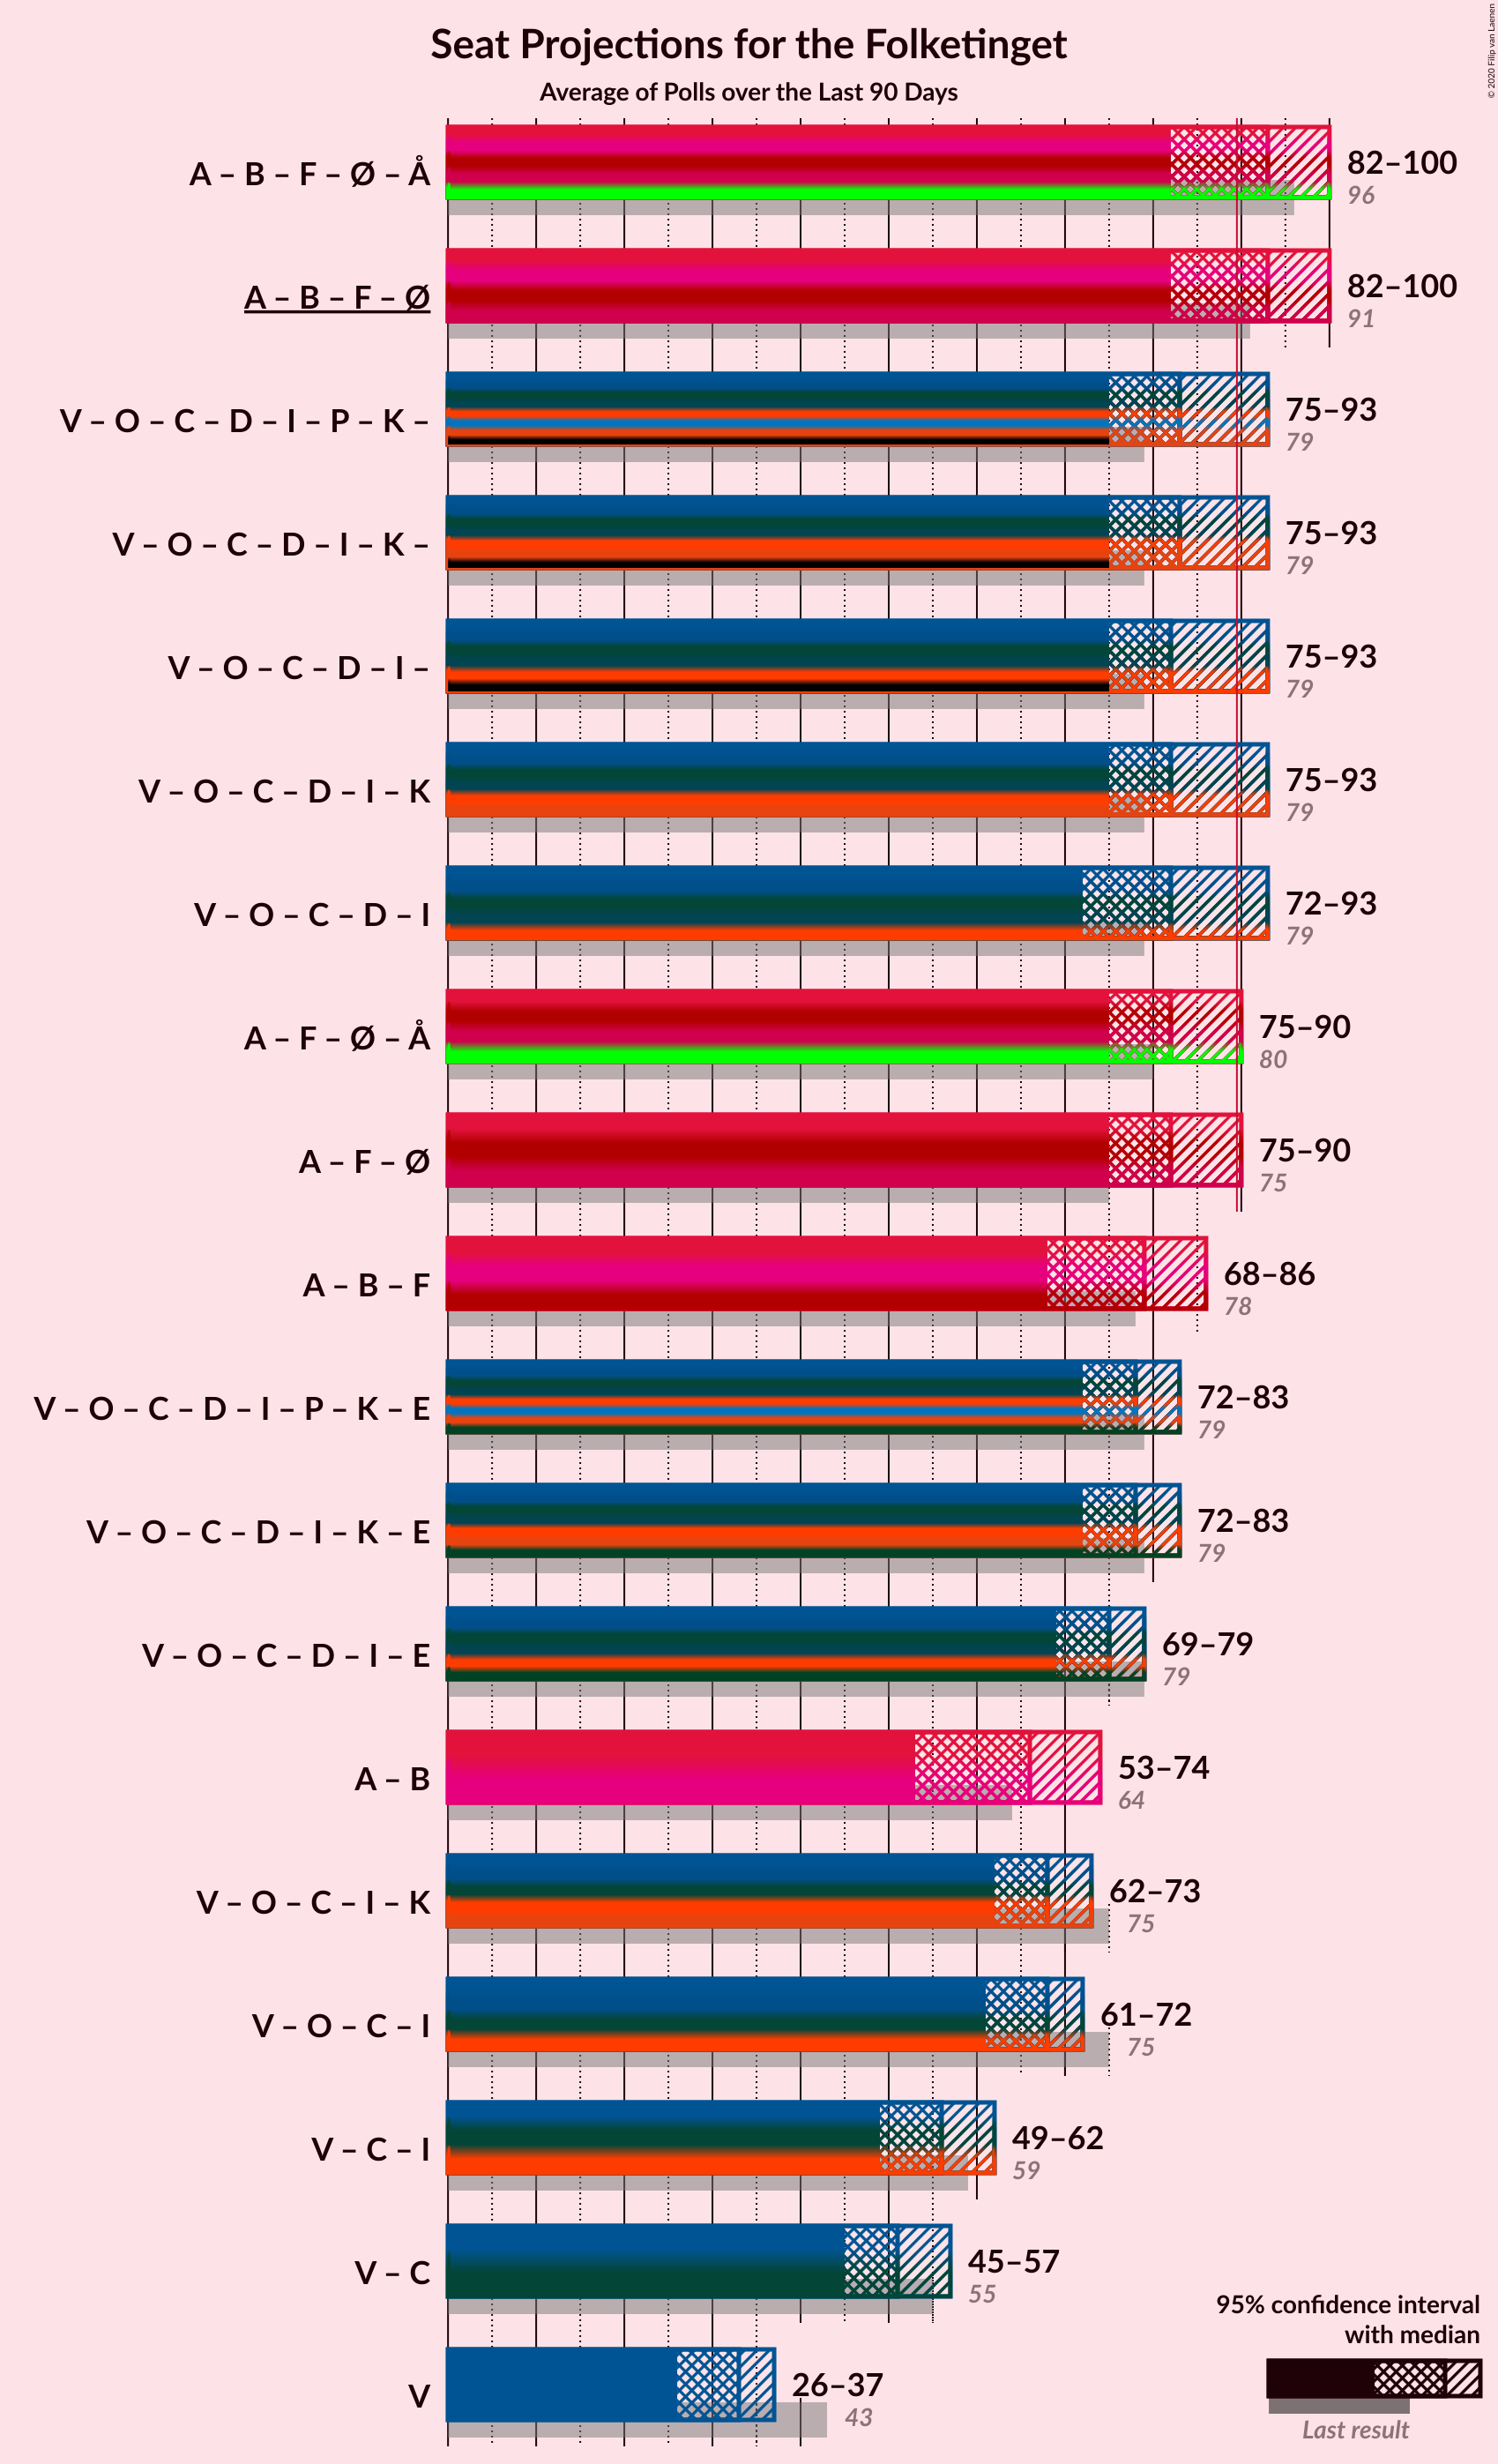 Seat Projections for the Folketinget
Average of Polls over the Last 90 Days
© 2020 Filip van Laenen
A – B – F – Ø – Å
82–100
96
A – B – F – Ø
82–100
91
V – O – C – D – I – P – K –
75–93
79
V – O – C – D – I – K –
75–93
79
V – O – C – D – I –
75–93
79
V – O – C – D – I – K
75–93
79
V – O – C – D – I
72–93
79
A – F – Ø – Å
75–90
80
A – F – Ø
75–90
75
A – B – F
68–86
78
V – O – C – D – I – P – K – E
72–83
79
V – O – C – D – I – K – E
72–83
79
V – O – C – D – I – E
69–79
79
A – B
53–74
64
V – O – C – I – K
62–73
75
V – O – C – I
61–72
75
V – C – I
49–62
59
V – C
45–57
55
V
26–37
43
95% confidence interval
with median
Last result